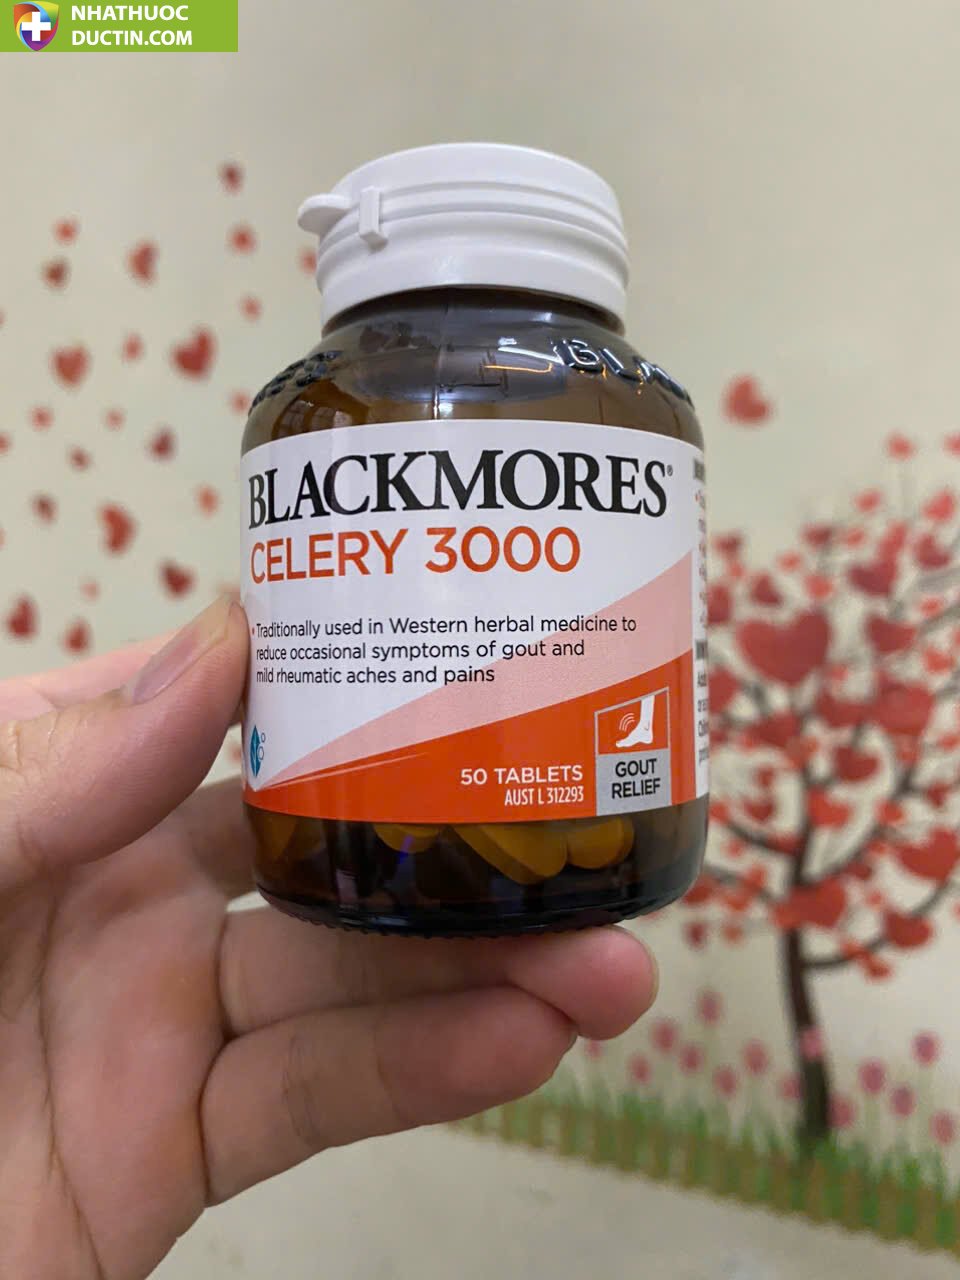 NHATHUOC
DUCTIN.COM
BLACKMORES®
CELERY 3000
• Traditionally used in Western herbal medicine to
reduce occasional symptoms of gout and
mild rheumatic aches and pains
50 TABLETS
AUST L 312293
GOUT
RELIEF